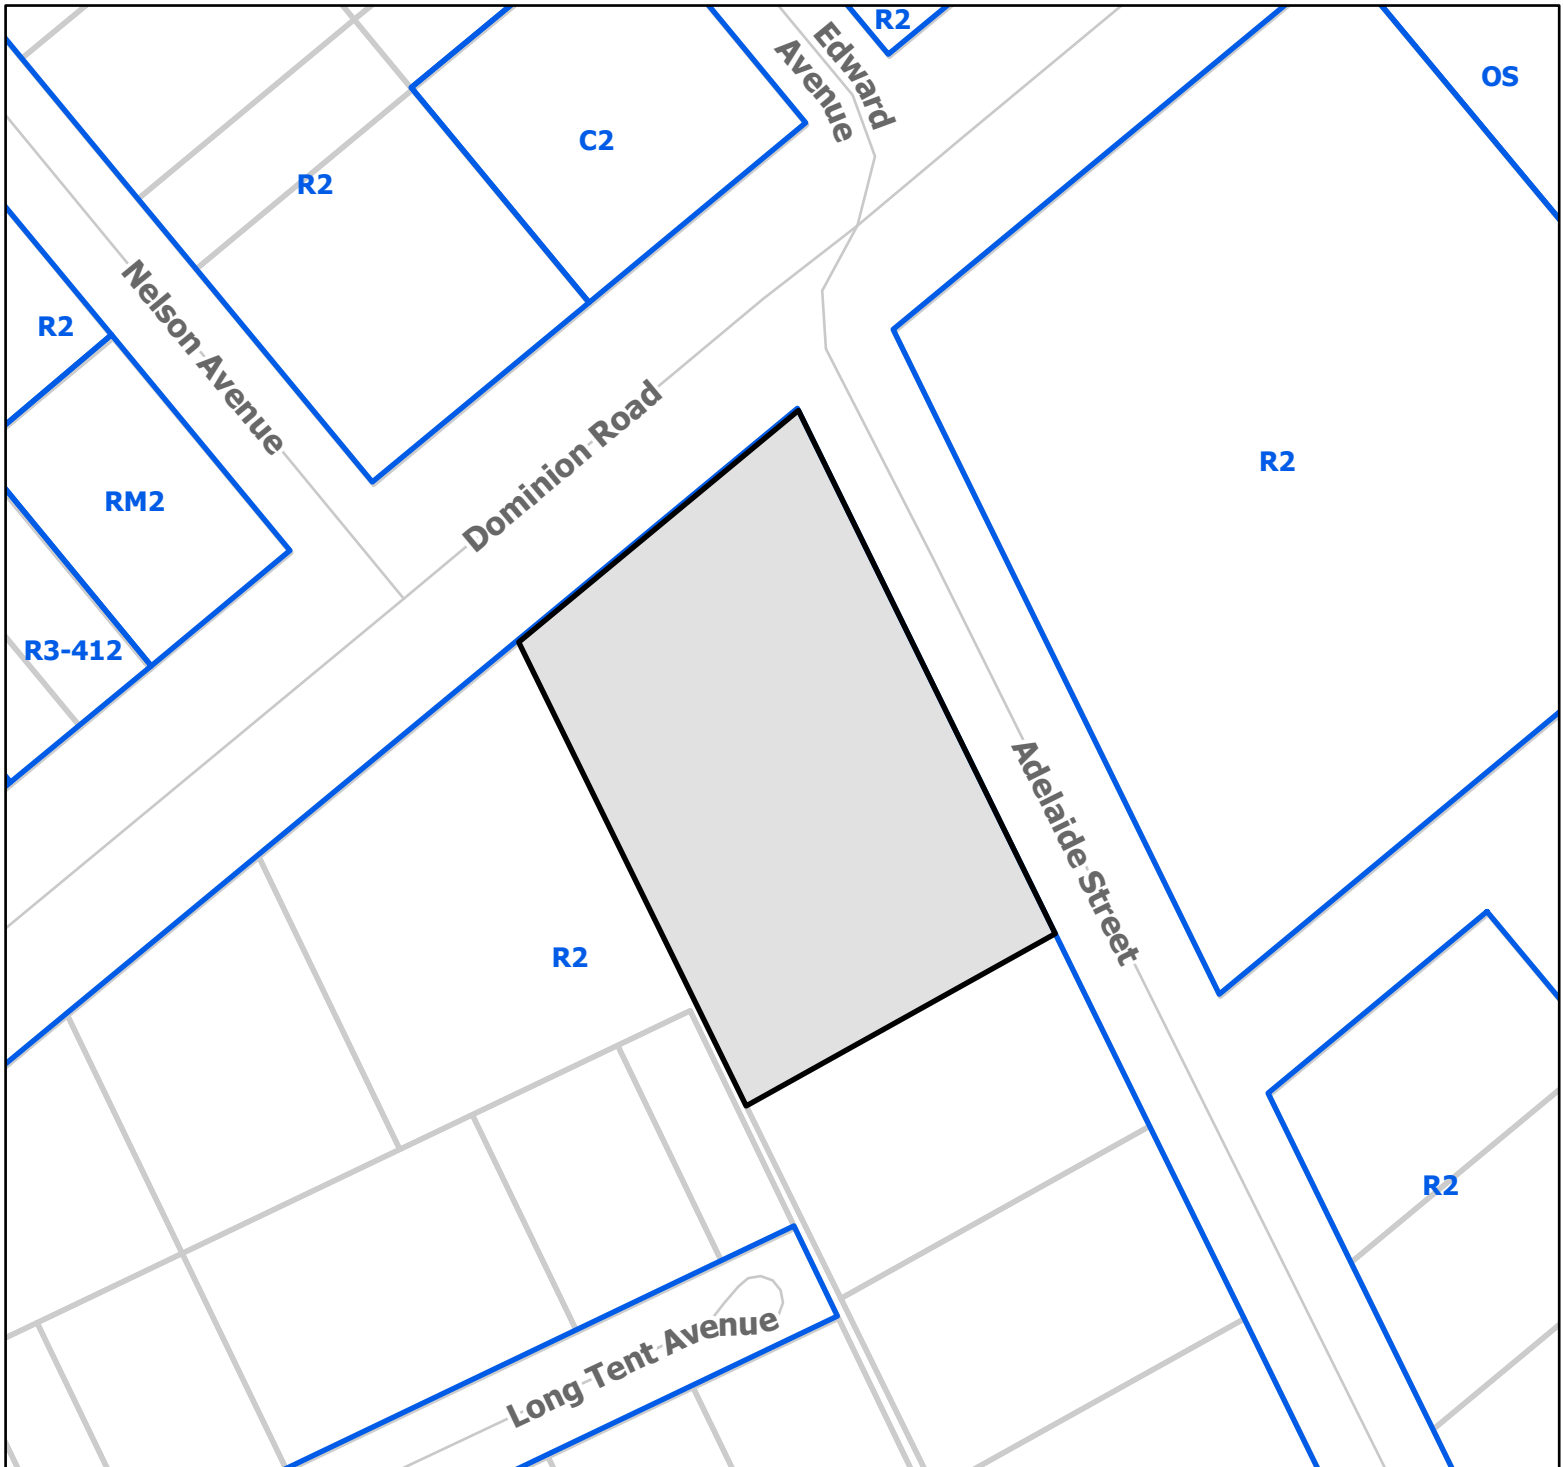 R2
Edward
Avenue
OS
C2
R2
Nelson Avenue
R2
Dominion Road
R2
RM2
R3-412
Adelaide Street
R2
R2
Long Tent Avenue